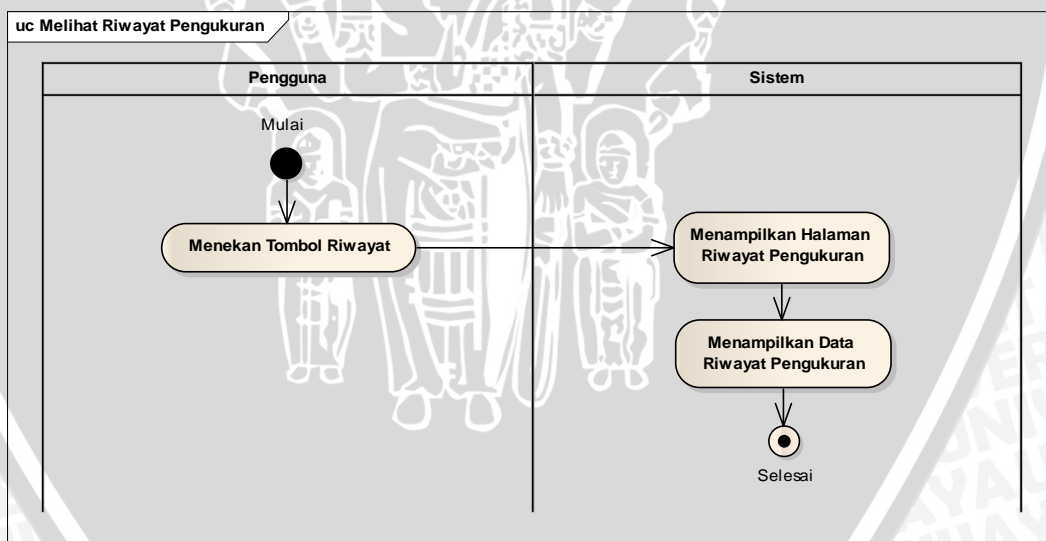 uc Melihat Riwayat Pengukuran
Pengguna
Sistem
Mulai
Menekan Tombol Riwayat
Menampilkan Halaman
Riwayat Pengukuran
Menampilkan Data
Riwayat Pengukuran
Selesai